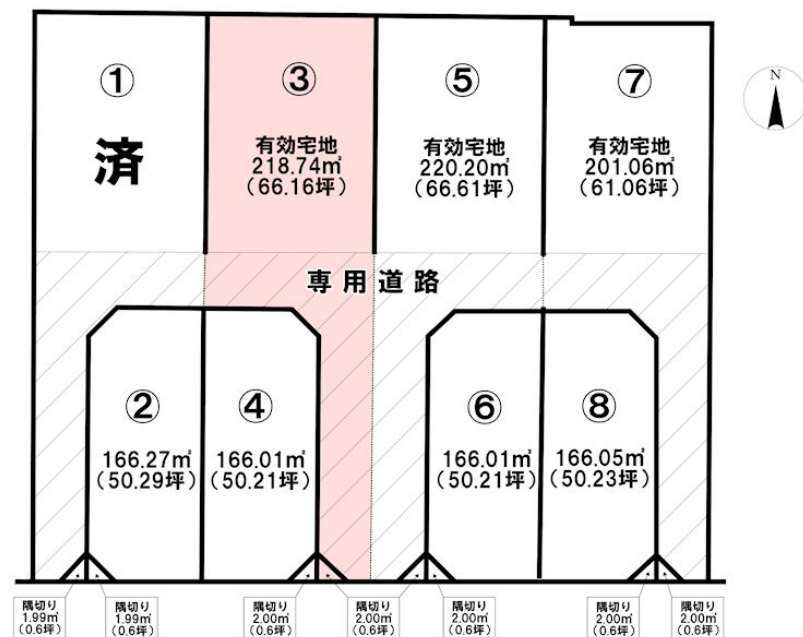 N
①
済
③
有効宅地
218.74㎡
(66.16坪)
⑤
有効宅地
220.20㎡
(66.61坪)
⑦
有効宅地
201.06㎡
(61.06坪)
専用道路
②
166.27㎡
(50.29坪)
④
166.01㎡
(50.21坪)
⑥
166.01㎡
(50.21坪)
⑧
166.05㎡
(50.23坪)
隅切り
1.99㎡
(0.6坪)
隅切り
1.99㎡
(0.6坪)
隅切り
2.00㎡
(0.6坪)
隅切り
2.00㎡
(0.6坪)
隅切り
2.00㎡
(0.6坪)
隅切り
2.00㎡
(0.6坪)
隅切り
2.00㎡
(0.6坪)